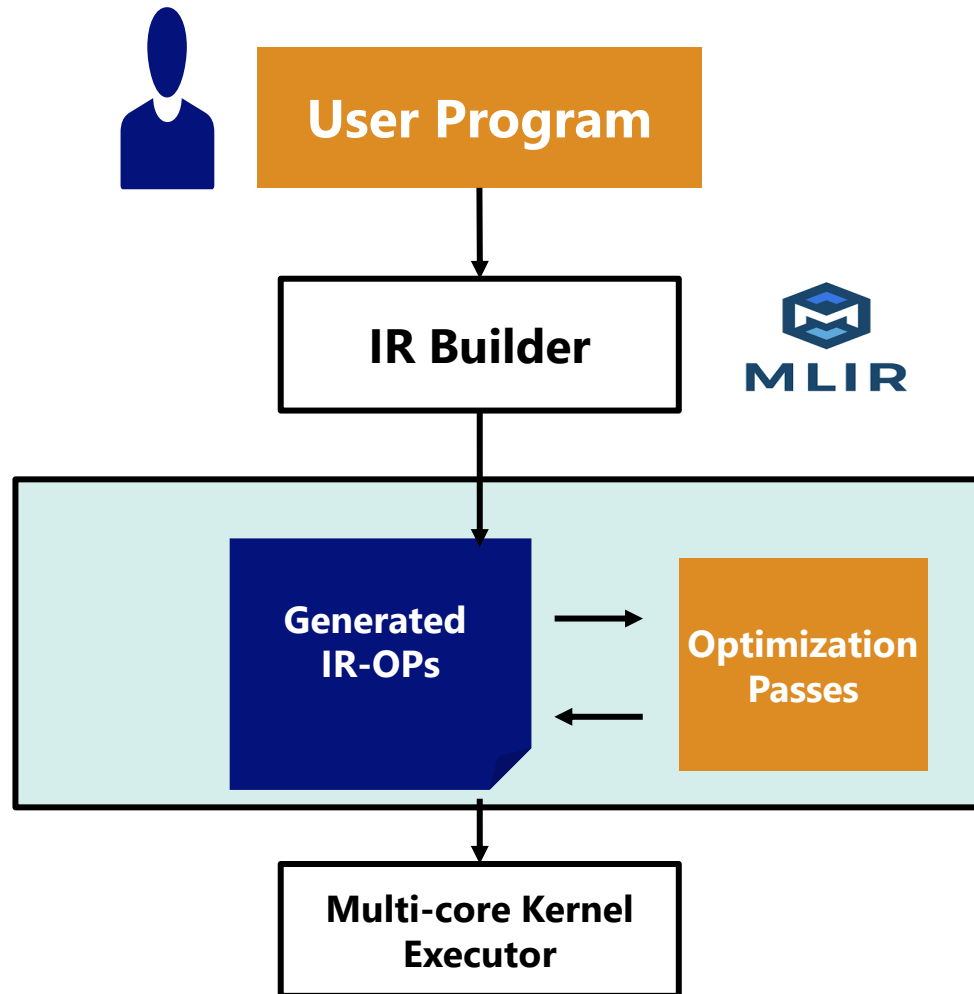 User Program
IR Builder
MLIR
Generated
IR-OPs
Optimization
Passes
Multi-core Kernel
Executor